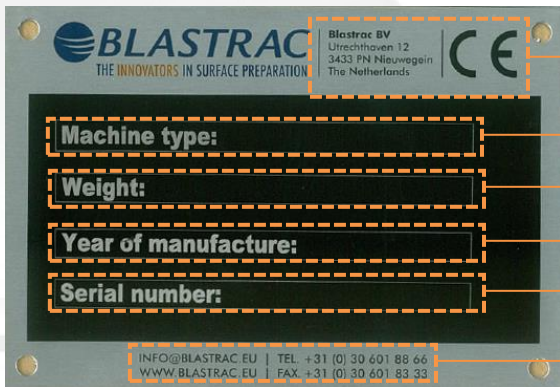 BLASTRAC
THE INNOVATORS IN SURFACE PREPARATION
Blastrac BV
Utrechthaven 12
3433 PN Nieuwegein
The Netherlands
CE
Machine type:
Weight:
Year of manufacture:
Serial number:
INFO@BLASTRAC.EU | TEL. +31 (0) 30 601 88 66
WWW.BLASTRAC.EU | FAX. +31 (0) 30 601 83 33